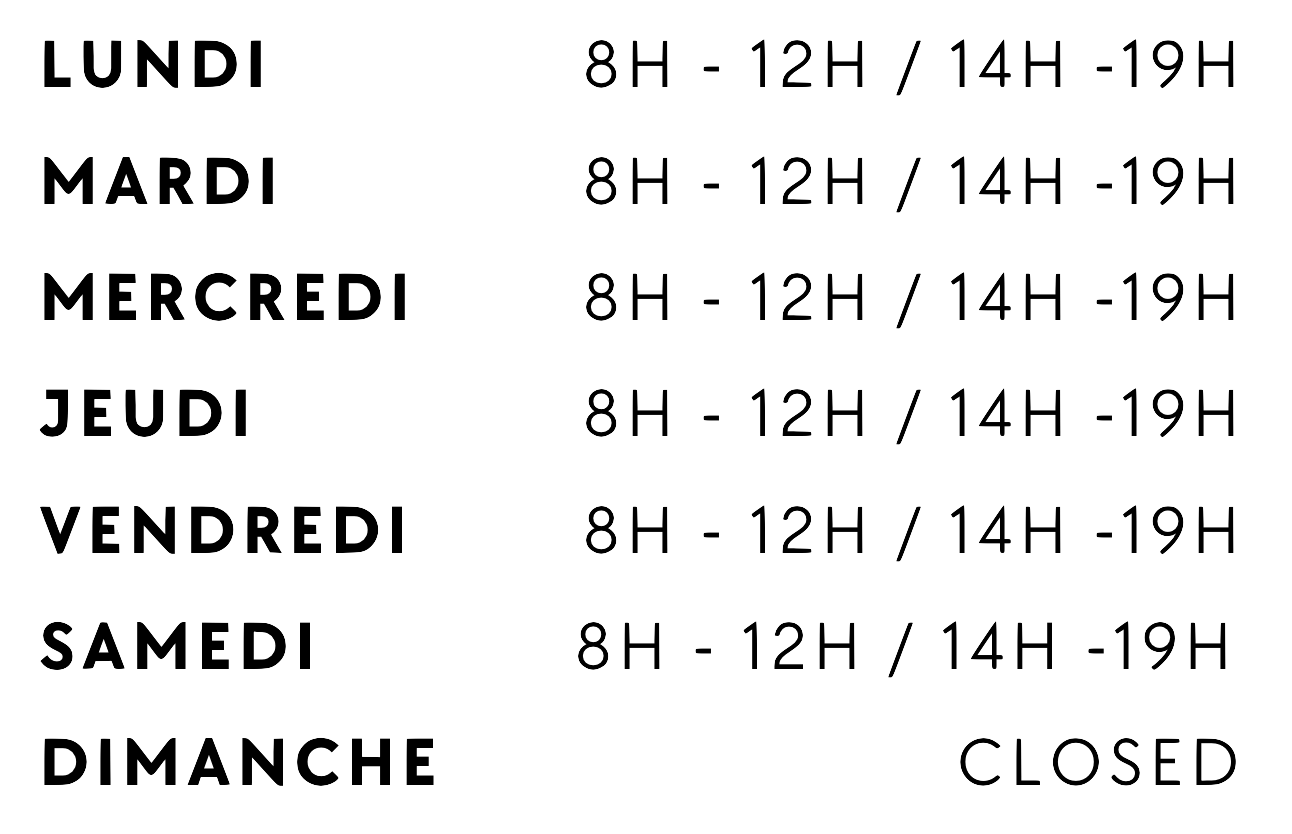 LUNDI 8H - 12H / 14H -19H
MARDI 8H - 12H / 14H -19H
MERCREDI 8H - 12H / 14H -19H
JEUDI 8H - 12H / 14H -19H
VENDREDI 8H - 12H / 14H -19H
SAMEDI 8H - 12H / 14H -19H
DIMANCHE CLOSED